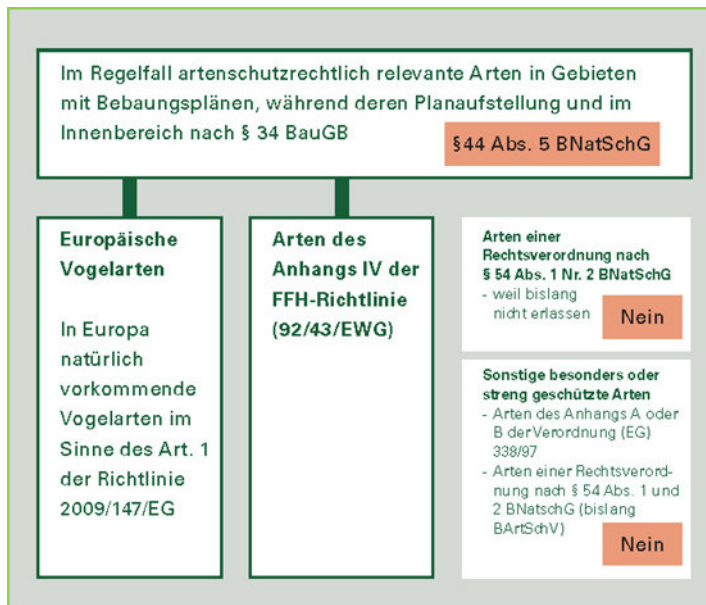 Im Regelfall artenschutzrechtlich relevante Arten in Gebieten
mit Bebaungsplänen, während deren Planaufstellung und im
Innenbereich nach § 34 BauGB
§44 Abs. 5 BNatSchG
Europäische
Vogelarten
In Europa
natürlich
vorkommende
Vogelarten im
Sinne des Art. 1
der Richtlinie
2009/147/EG
Arten des
Anhangs IV der
FFH-Richtlinie
(92/43/EWG)
Arten einer
Rechtsverordnung nach
§ 54 Abs. 1 Nr. 2 BNatSchG
- weil bislang
nicht erlassen
Nein
Sonstige besonders oder
streng geschützte Arten
- Arten des Anhangs A oder
B der Verordnung (EG)
338/97
- Arten einer Rechtsverord-
nung nach § 54 Abs. 1 und
2 BNatschG (bislang
BArtSchV)
Nein